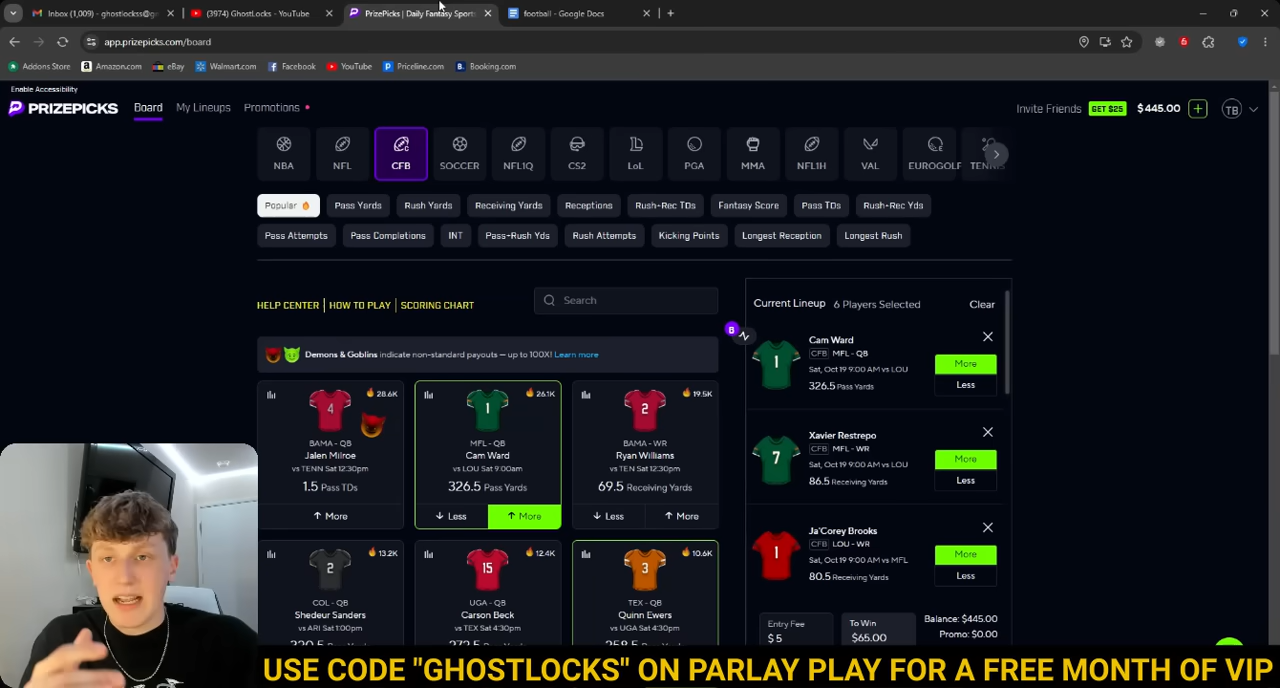 Inbox (1,009) - ghostlockss@g
(3974) GhostLocks - YouTube
PrizePicks | Daily Fantasy Sports
football - Google Docs
app.prizepicks.com/board
Addons Store
Amazon.com
eBay
Walmart.com
Facebook
YouTube
Priceline.com
Booking.com
Enable Accessibility
PRIZEPICKS
Board
My Lineups
Promotions
Invite Friends
GET $25
$445.00
TB
NBA
NFL
CFB
SOCCER
NFL1Q
CS2
LoL
PGA
MMA
NFL1H
VAL
EUROGOLF
Popular
Pass Yards
Rush Yards
Receiving Yards
Receptions
Rush-Rec TDs
Fantasy Score
Pass TDs
Rush-Rec Yds
Pass Attempts
Pass Completions
INT
Pass-Rush Yds
Rush Attempts
Kicking Points
Longest Reception
Longest Rush
HELP CENTER | HOW TO PLAY | SCORING CHART
Search
Demons & Goblins indicate non-standard payouts — up to 100X! Learn more
28.6K
4
BAMA - QB
Jalen Milroe
vs TENN Sat 12:30pm
1.5 Pass TDs
More
26.1K
1
MFL - QB
Cam Ward
vs LOU Sat 9:00am
326.5 Pass Yards
Less
More
19.5K
2
BAMA - WR
Ryan Williams
vs TEN Sat 12:30pm
69.5 Receiving Yards
Less
More
13.2K
2
COL - QB
Shedeur Sanders
vs ARI Sat 1:00pm
12.4K
15
UGA - QB
Carson Beck
vs TEX Sat 4:30pm
10.6K
3
TEX - QB
Quinn Ewers
vs UGA Sat 4:30pm
Current Lineup
6 Players Selected
Clear
B
1
Cam Ward
CFB MFL - QB
Sat, Oct 19 9:00 AM vs LOU
326.5 Pass Yards
More
Less
7
Xavier Restrepo
CFB MFL - WR
Sat, Oct 19 9:00 AM vs LOU
86.5 Receiving Yards
More
Less
1
Ja'Corey Brooks
CFB LOU - WR
Sat, Oct 19 9:00 AM vs MFL
80.5 Receiving Yards
More
Less
Entry Fee
$ 5
To Win
$65.00
Balance: $445.00
Promo: $0.00
USE CODE "GHOSTLOCKS" ON PARLAY PLAY FOR A FREE MONTH OF VIP